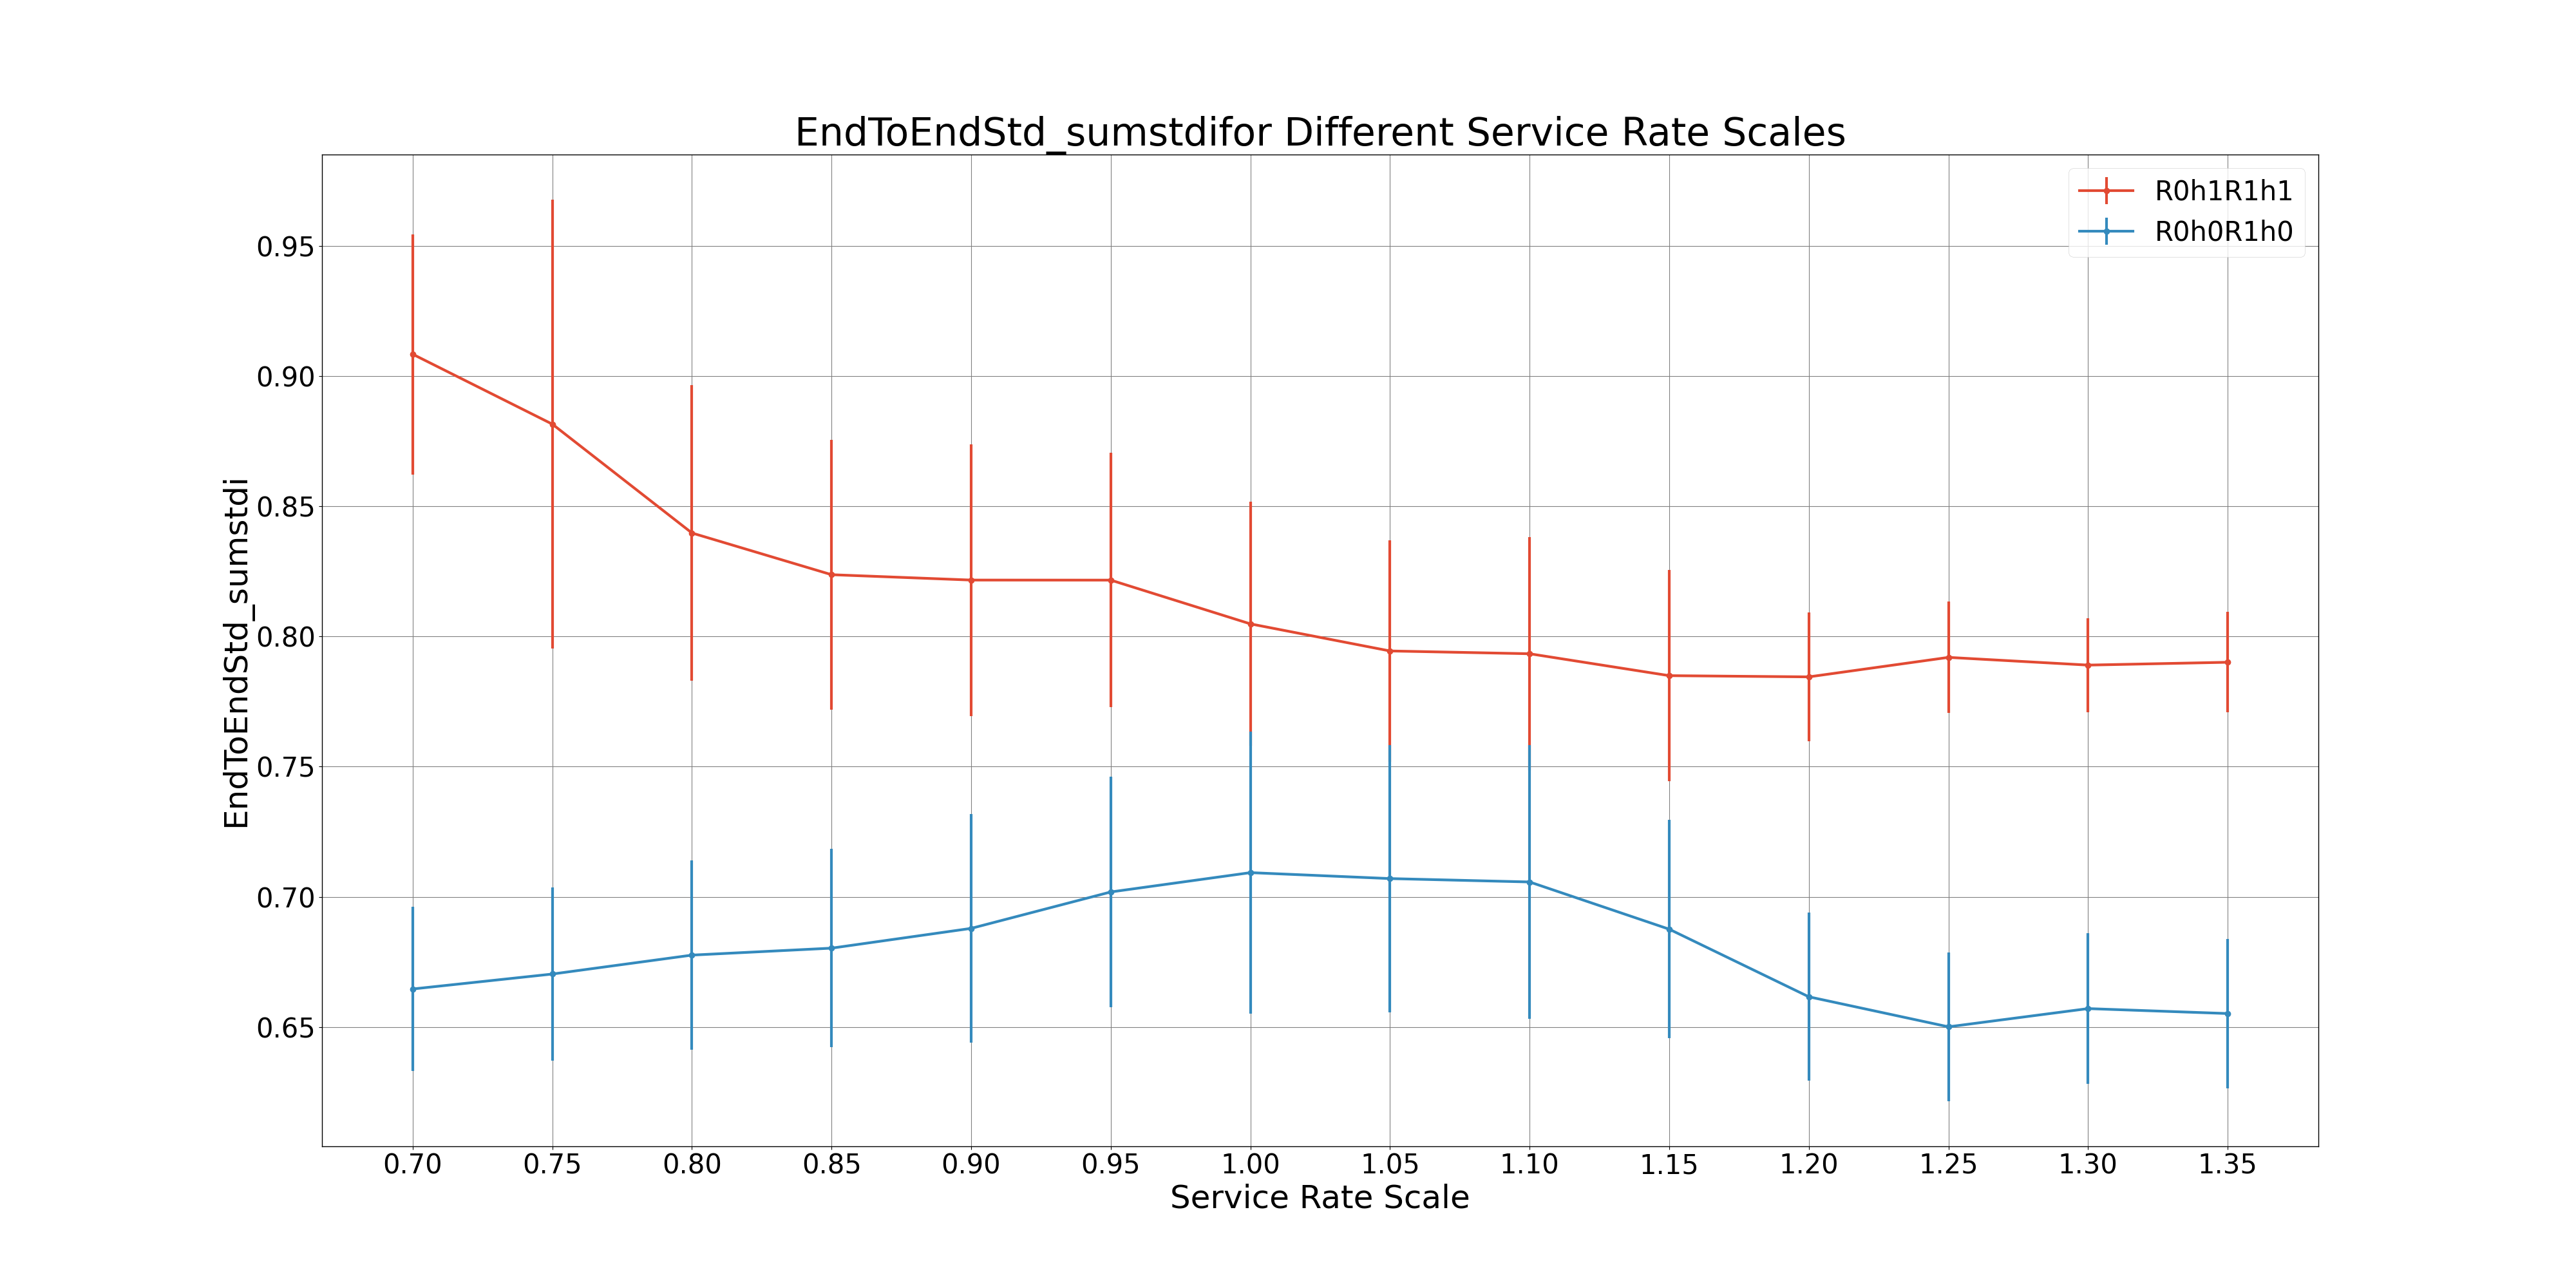 EndToEndStd_sumstdifor Different Service Rate Scales
R0h1R1h1
R0h0R1h0
EndToEndStd_sumstdi
0.95
0.90
0.85
0.80
0.75
0.70
0.65
0.70 0.75 0.80 0.85 0.90 0.95 1.00 1.05 1.10 1.15 1.20 1.25 1.30 1.35
Service Rate Scale